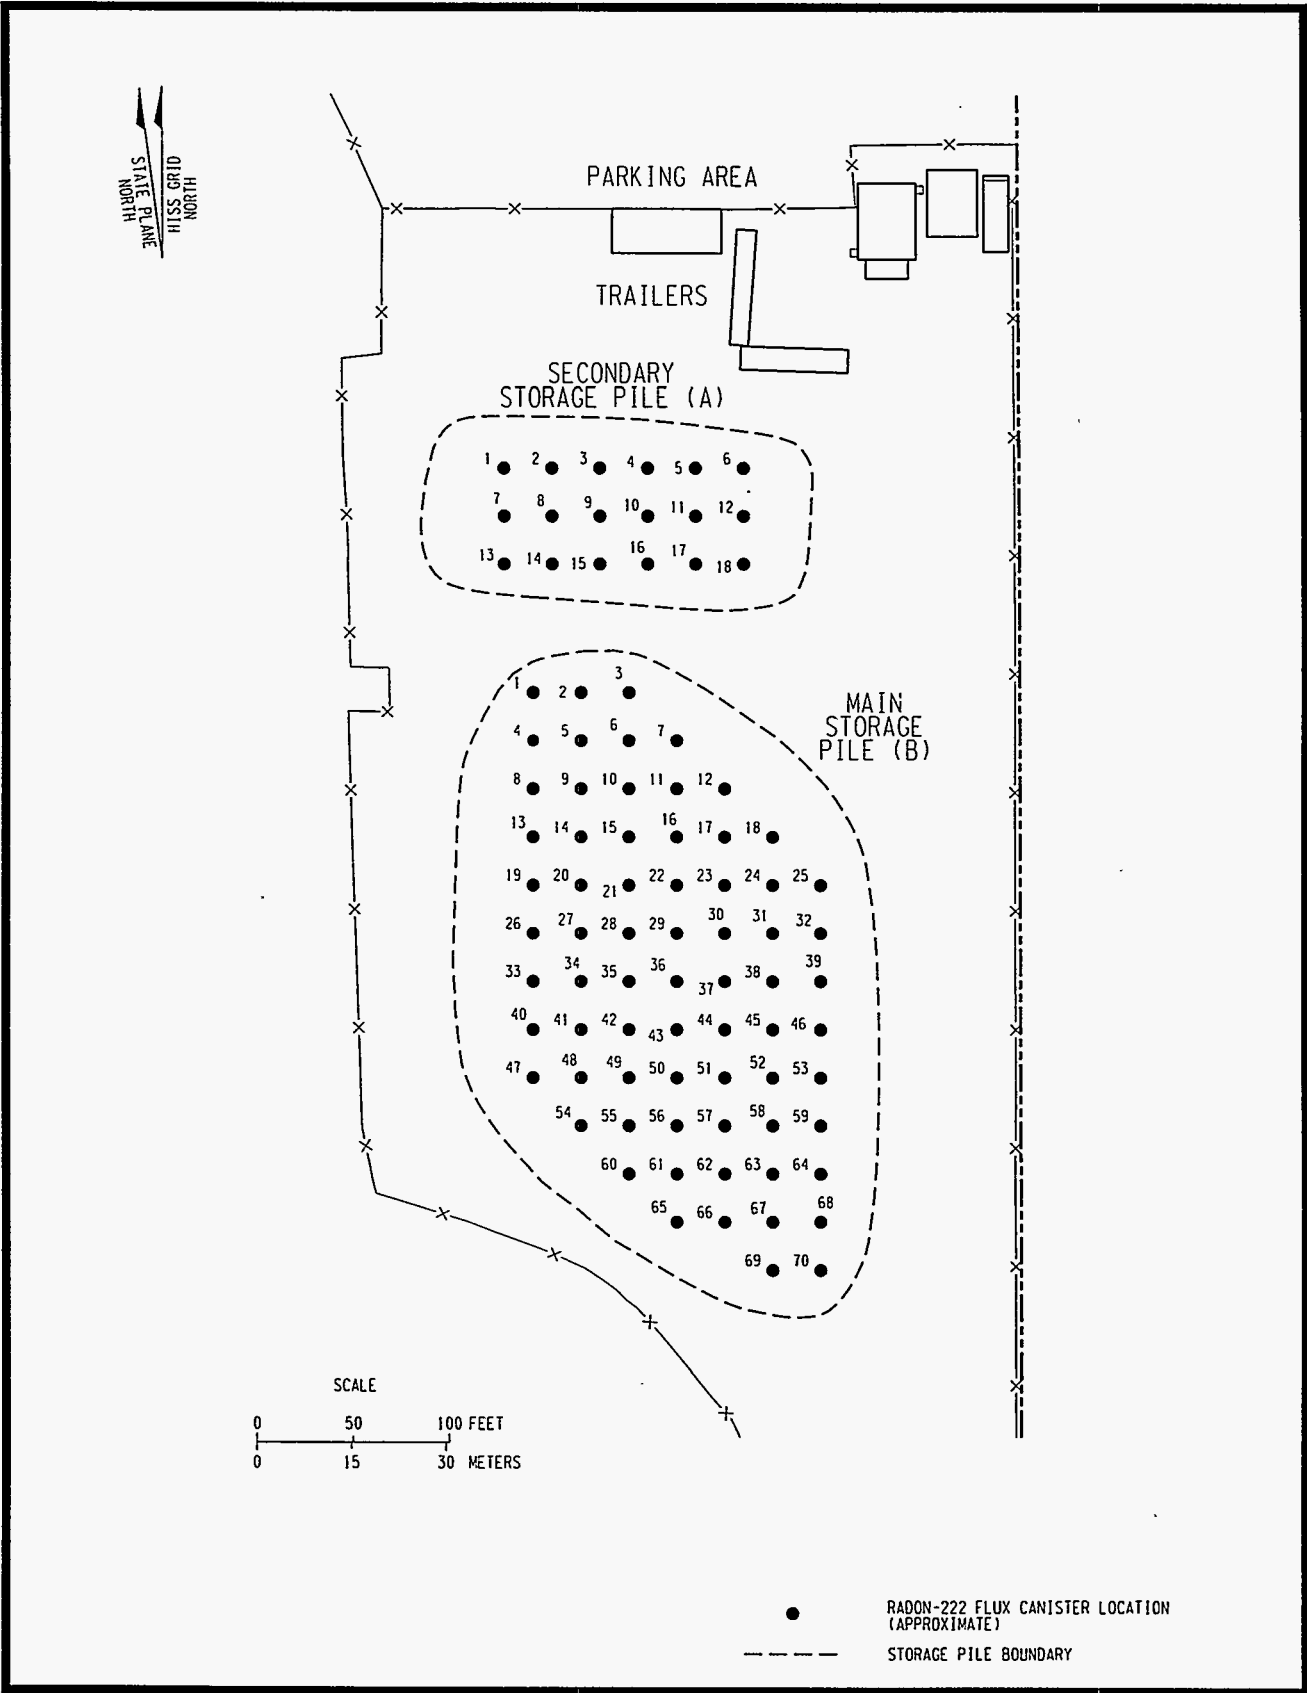 STATE PLANE
NORTH
HISS GRID
NORTH
PARKING AREA
TRAILERS
SECONDARY
STORAGE PILE (A)
1 2 3 4 5 6
7 8 9 10 11 12
13 14 15 16 17 18
MAIN
STORAGE
PILE (B)
1 2 3
4 5 6 7
8 9 10 11 12
13 14 15 16 17 18
19 20 21 22 23 24 25
26 27 28 29 30 31 32
33 34 35 36 37 38 39
40 41 42 43 44 45 46
47 48 49 50 51 52 53
54 55 56 57 58 59
60 61 62 63 64
65 66 67 68
69 70
SCALE
0 50 100 FEET
0 15 30 METERS
RADON-222 FLUX CANISTER LOCATION
(APPROXIMATE)
STORAGE PILE BOUNDARY